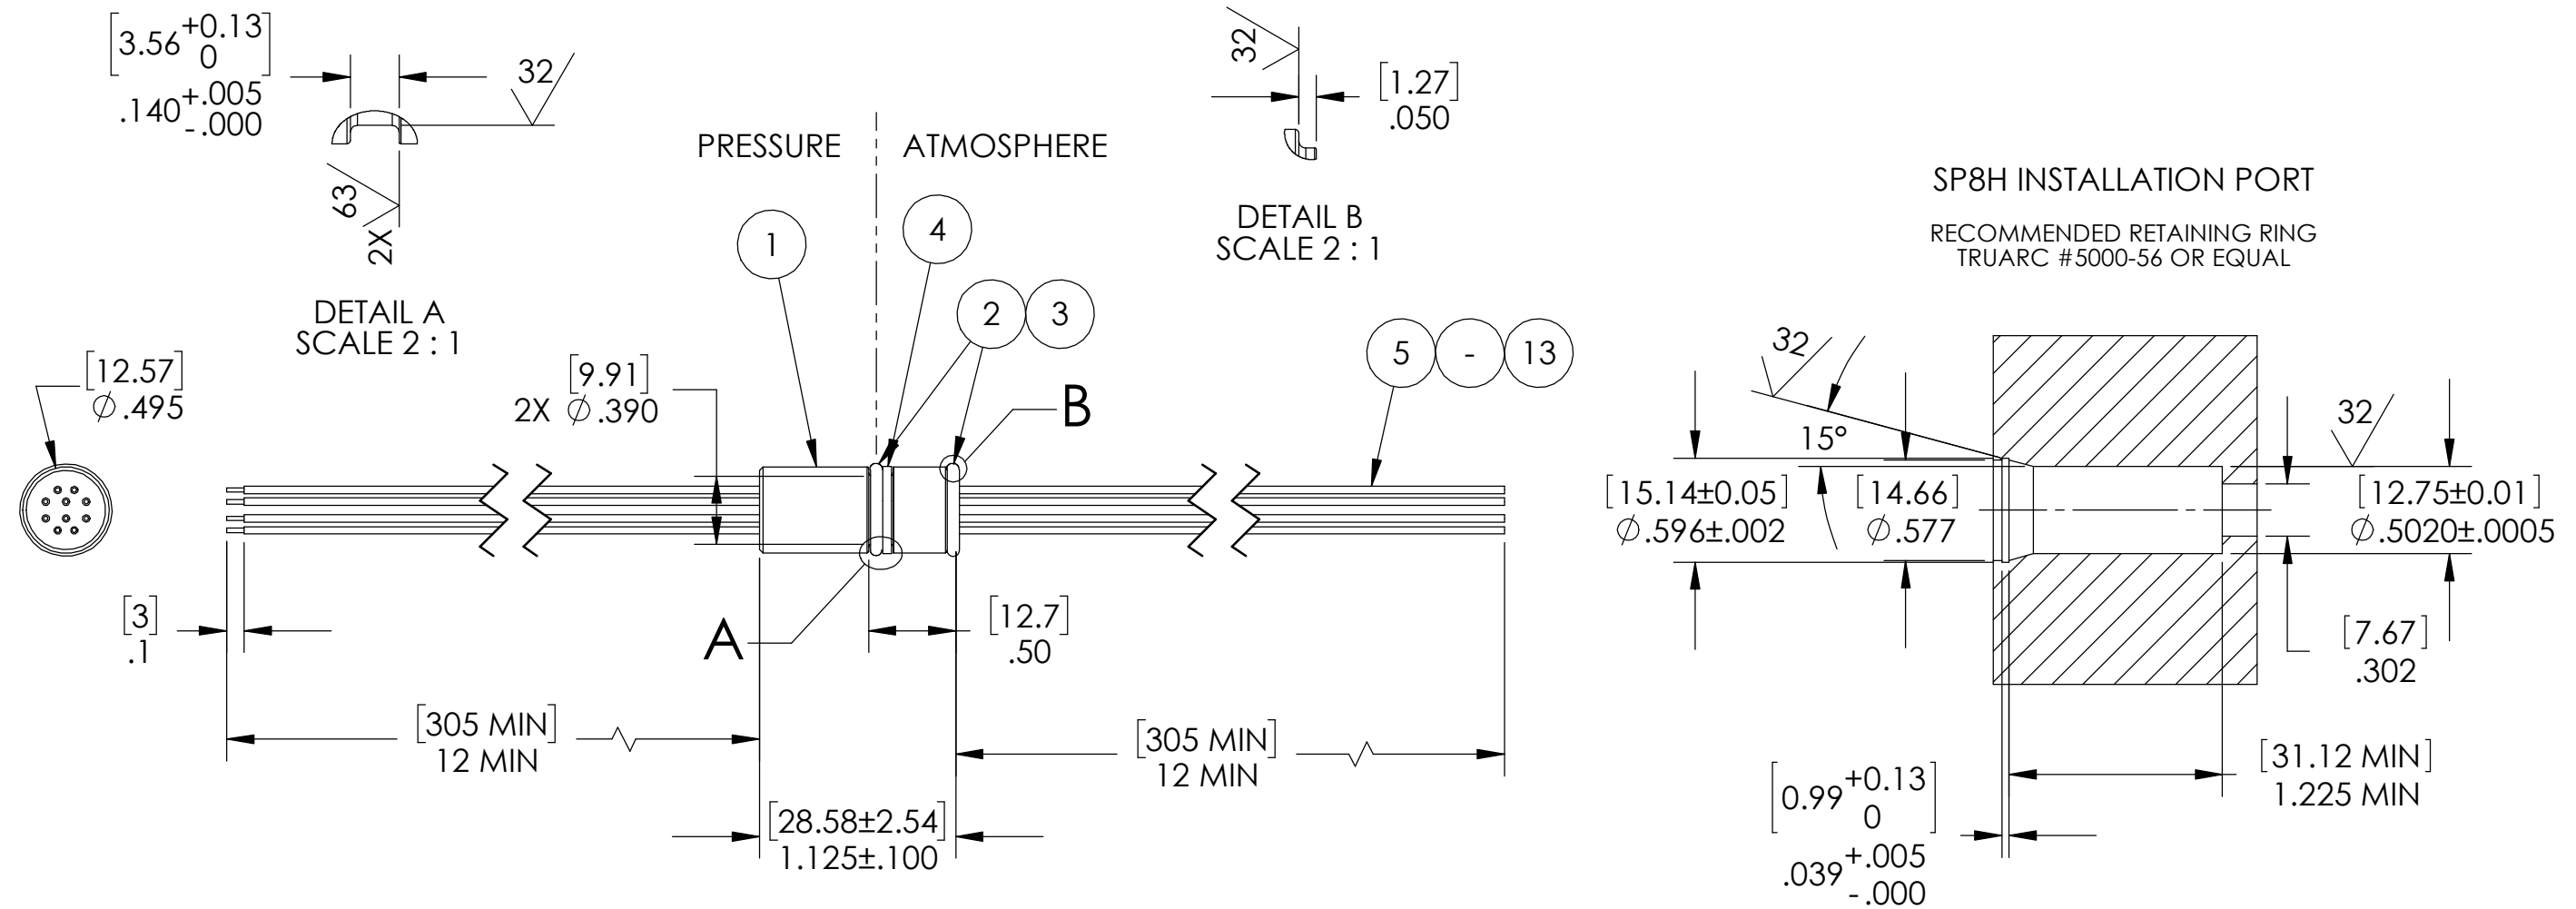 [3.56 +0.13 0]
.140 +.005 -.000
32
63
2X
DETAIL A
SCALE 2 : 1
PRESSURE
ATMOSPHERE
1
4
2
3
32
[1.27]
.050
DETAIL B
SCALE 2 : 1
5 - 13
[12.57]
∅ .495
[9.91]
2X ∅ .390
B
A
[3]
.1
[12.7]
.50
[305 MIN]
12 MIN
[305 MIN]
12 MIN
[28.58±2.54]
1.125±.100
SP8H INSTALLATION PORT
RECOMMENDED RETAINING RING
TRUARC #5000-56 OR EQUAL
32
15°
32
[15.14±0.05]
∅.596±.002
[14.66]
∅.577
[12.75±0.01]
∅.5020±.0005
[7.67]
.302
[31.12 MIN]
1.225 MIN
[0.99 +0.13 0]
.039 +.005 -.000